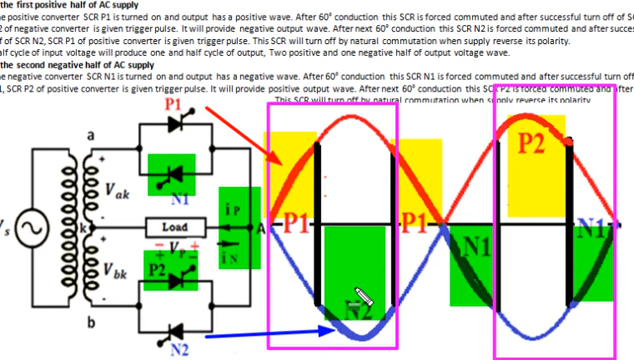 the first positive half of AC supply
e positive converter SCR P1 is turned on and output has a positive wave. After 60° conduction this SCR is forced commuted and after successful turn off of S
2 of negative converter is given trigger pulse. It will provide negative output wave. After next 60° conduction this SCR N2 is forced commuted and after succes
f of SCR N2, SCR P1 of positive converter is given trigger pulse. This SCR will turn off by natural commutation when supply reverse its polarity.
alf cycle of input voltage will produce one and half cycle of output, Two positive and one negative half of output voltage wave.
the second negative half of AC supply
e negative converter SCR N1 is turned on and output has a negative wave. After 60° conduction this SCR N1 is forced commuted and after successful turn off
1, SCR P2 of positive converter is given trigger pulse. It will provide positive output wave. After next 60° conduction this SCR P2 is forced commuted and after
This SCR will turn off by natural commutation when supply reverse its polarity
P1
a
N1
Vak
Vs
k
Load
iP
A
iN
- Vo +
P2
Vbk
b
N2
P1
P1
N2
N1
P2
N1